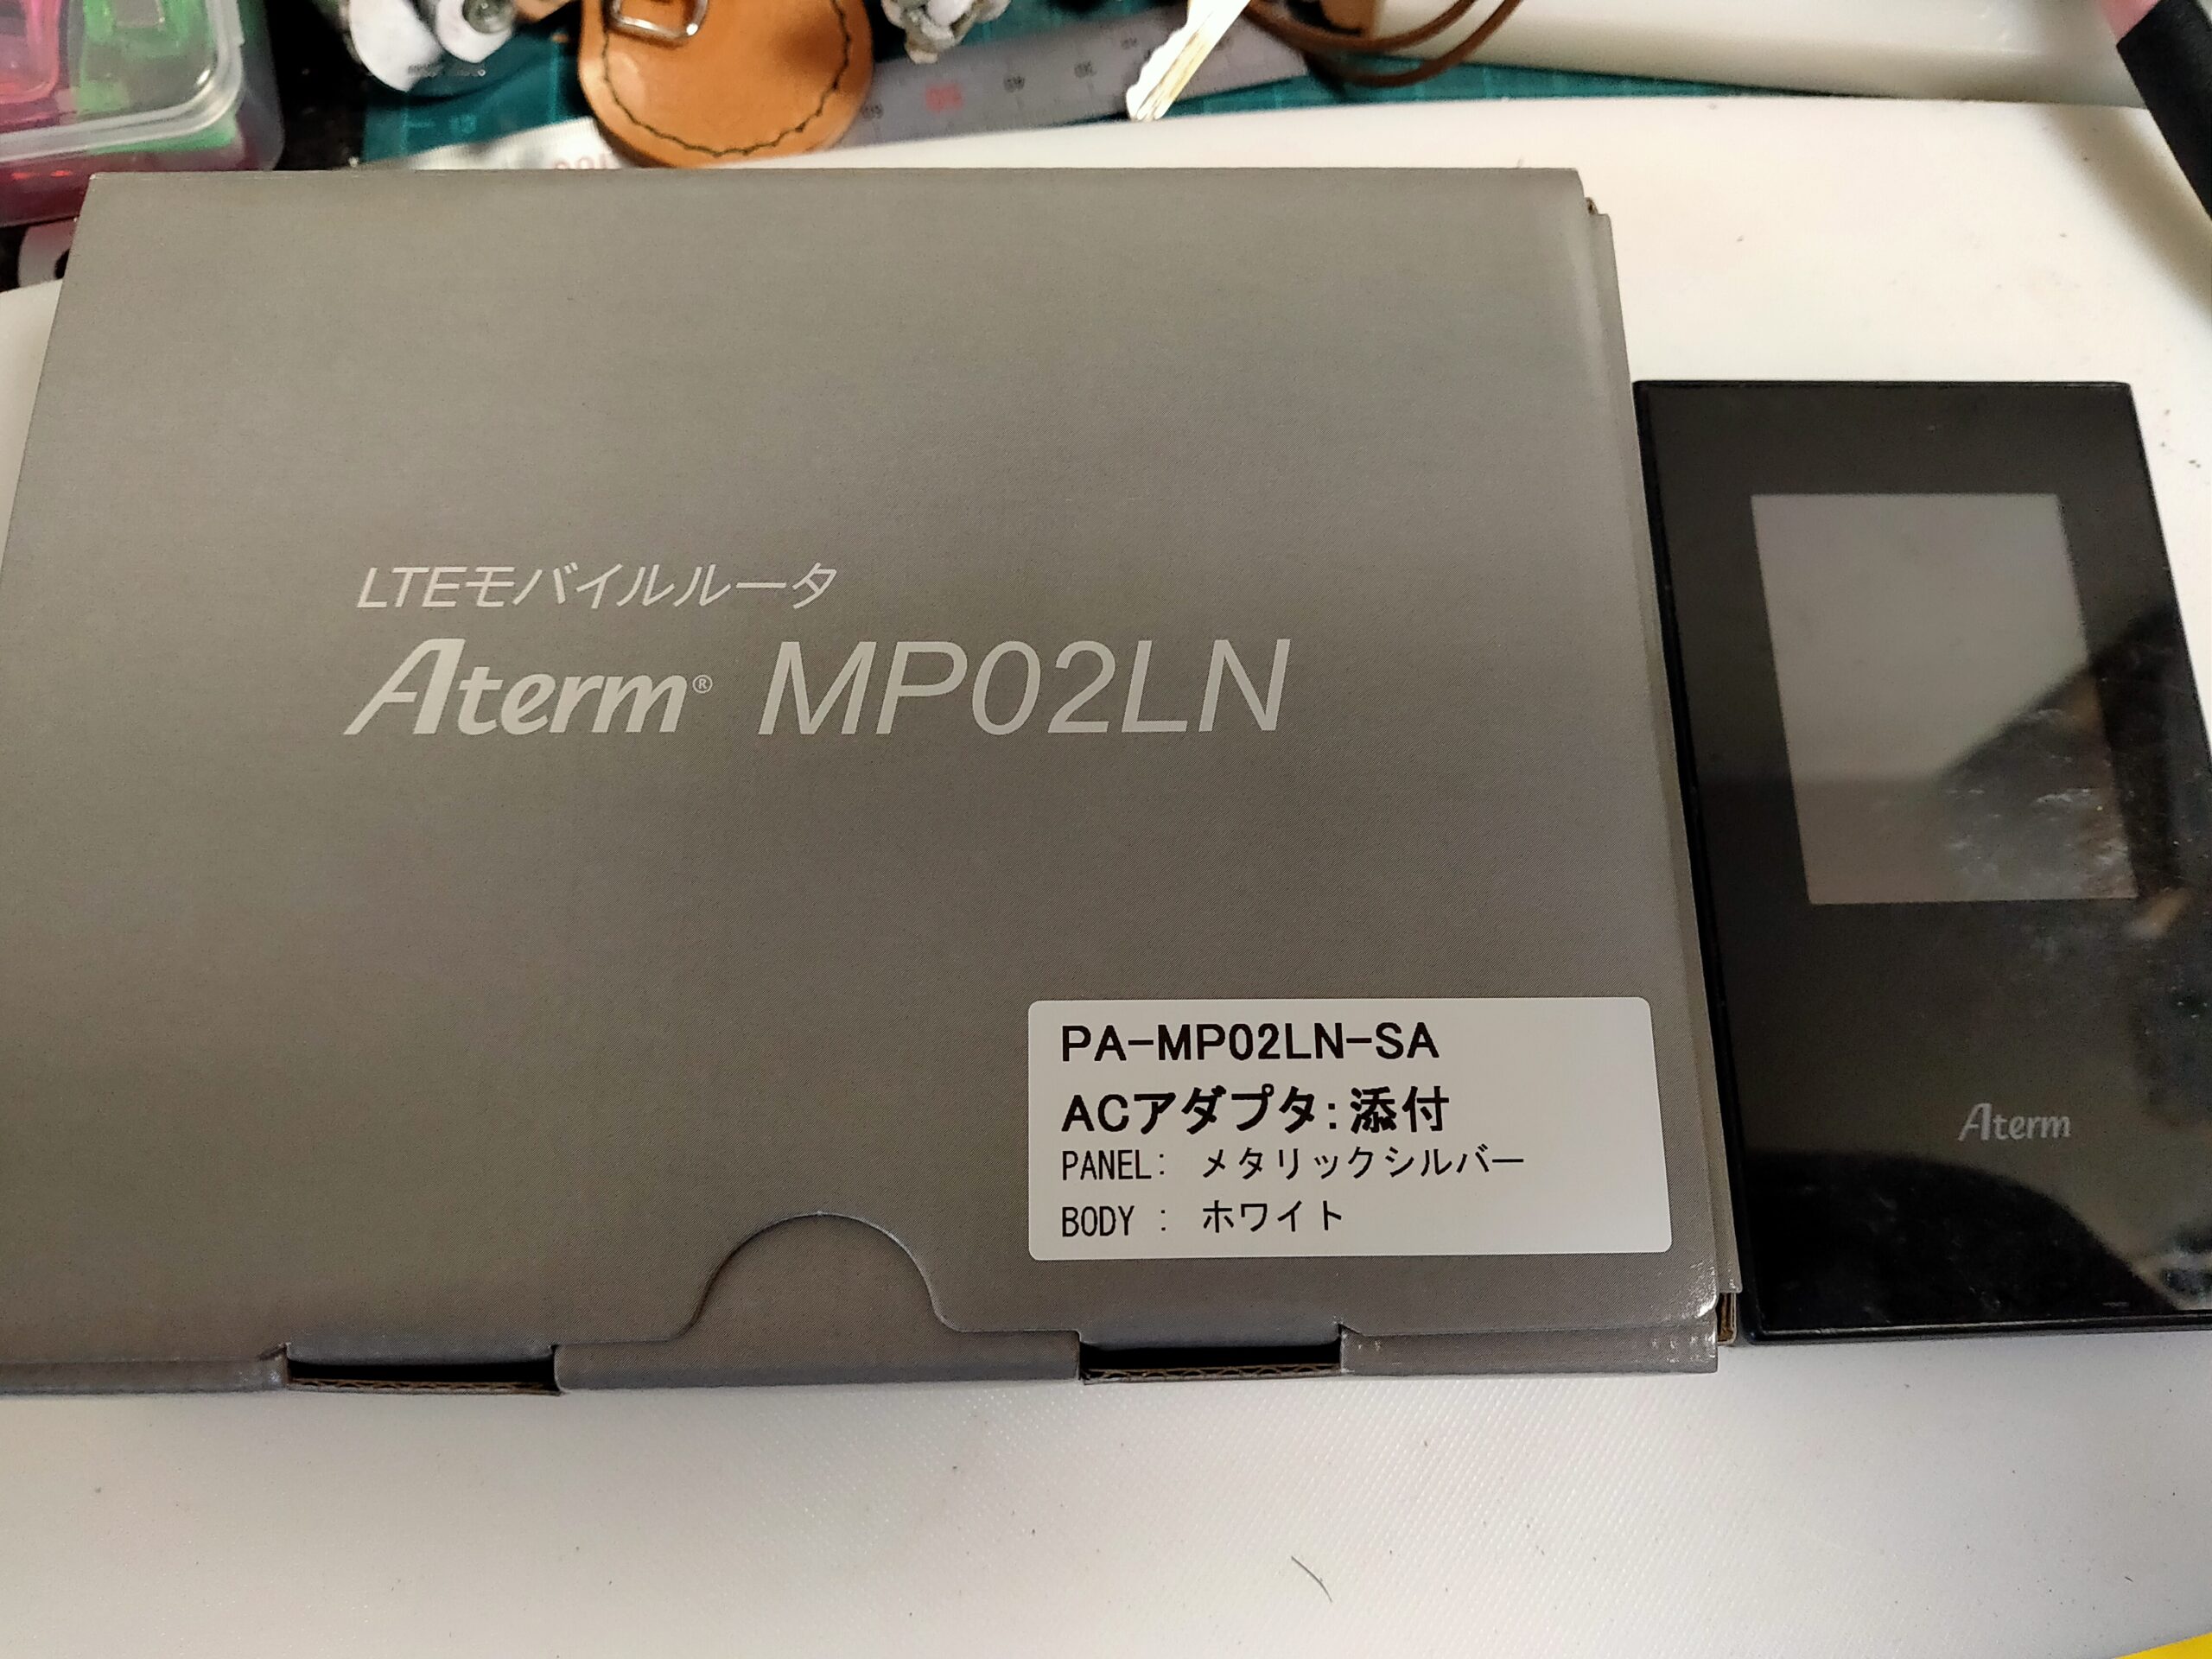 LTEモバイルルータ
Aterm® MP02LN
PA-MP02LN-SA
ACアダプタ:添付
PANEL: メタリックシルバー
BODY : ホワイト
Aterm